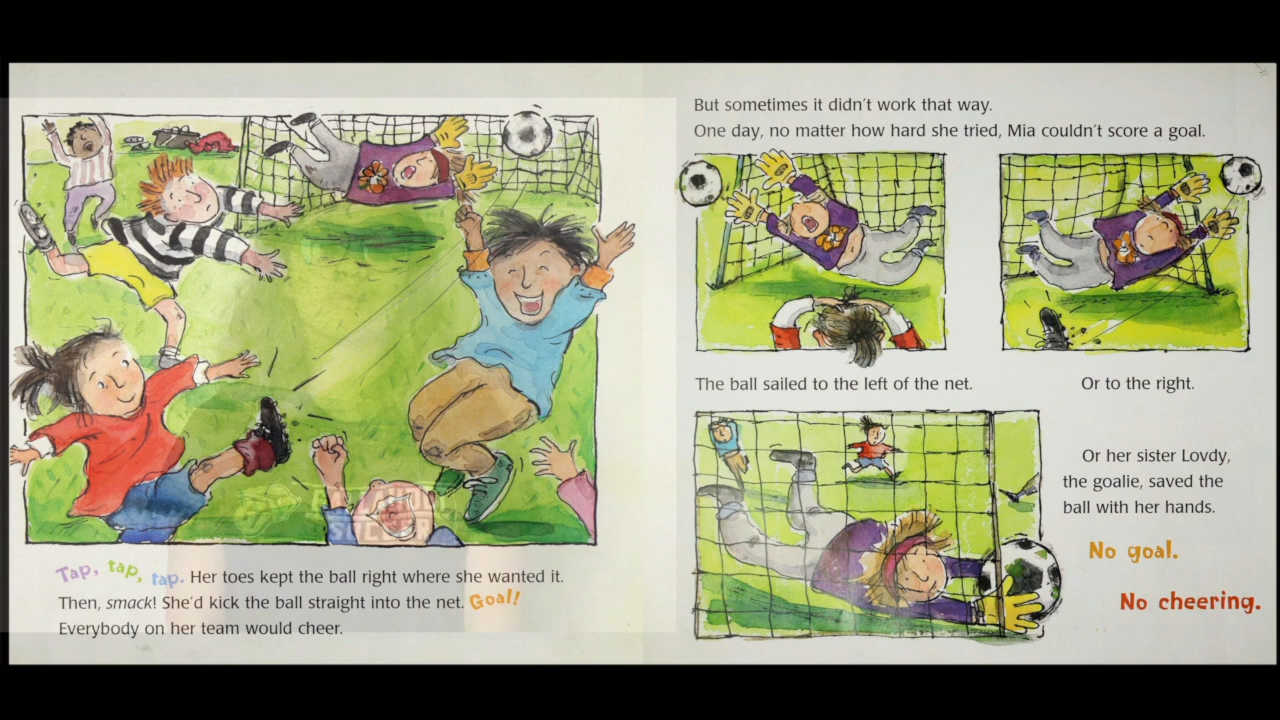 Tap, tap, tap. Her toes kept the ball right where she wanted it.
Then, smack! She'd kick the ball straight into the net. Goal!
Everybody on her team would cheer.
But sometimes it didn't work that way.
One day, no matter how hard she tried, Mia couldn't score a goal.
The ball sailed to the left of the net.
Or to the right.
Or her sister Lovdy,
the goalie, saved the
ball with her hands.
No goal.
No cheering.